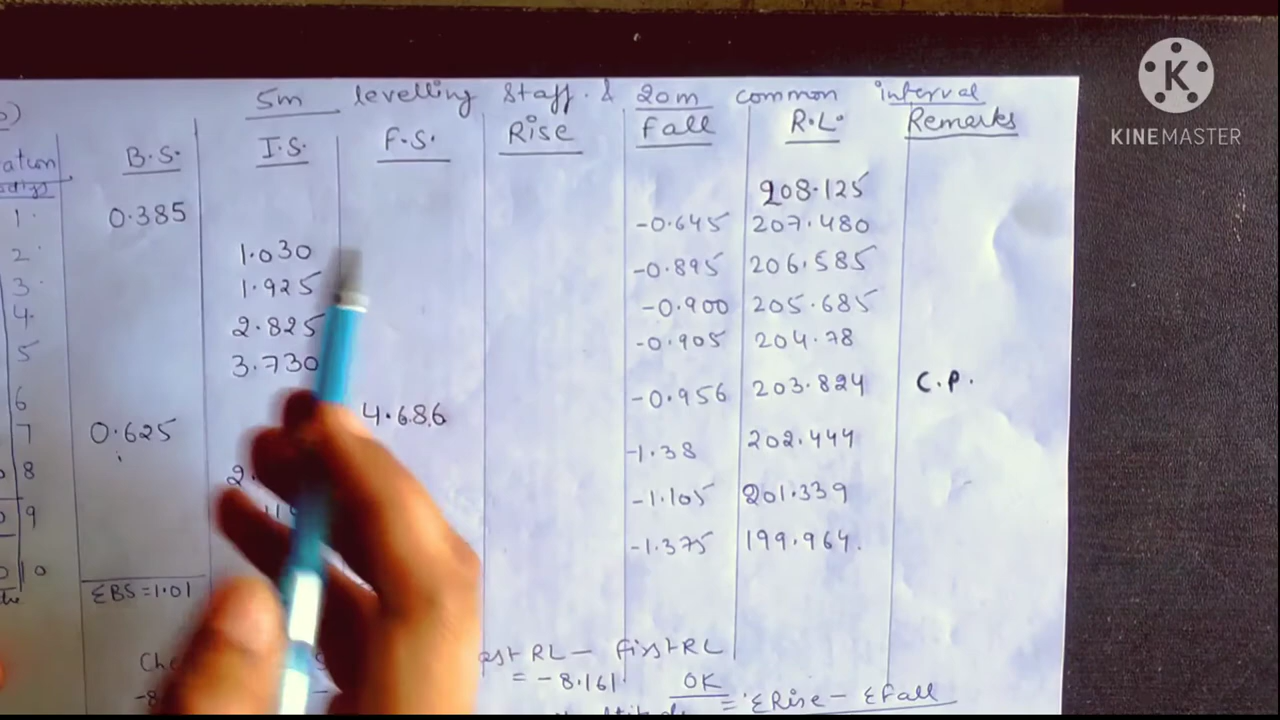 5m levelling staff & 20m common interval
B.S. I.S. F.S. Rise Fall R.L. Remarks
208.125
1. 0.385 -0.645 207.480
2 1.030 -0.895 206.585
3. 1.925 -0.900 205.685
4. 2.825 -0.905 204.78
5 3.730 -0.956 203.824 C.P.
6 4.686
7 0.625 -1.38 202.444
8 2. -1.105 201.339
9 -1.375 199.964.
10
ΣBS=1.01
RL - first RL
= -8.161 OK
= ΣRise - Σfall
KINEMASTER